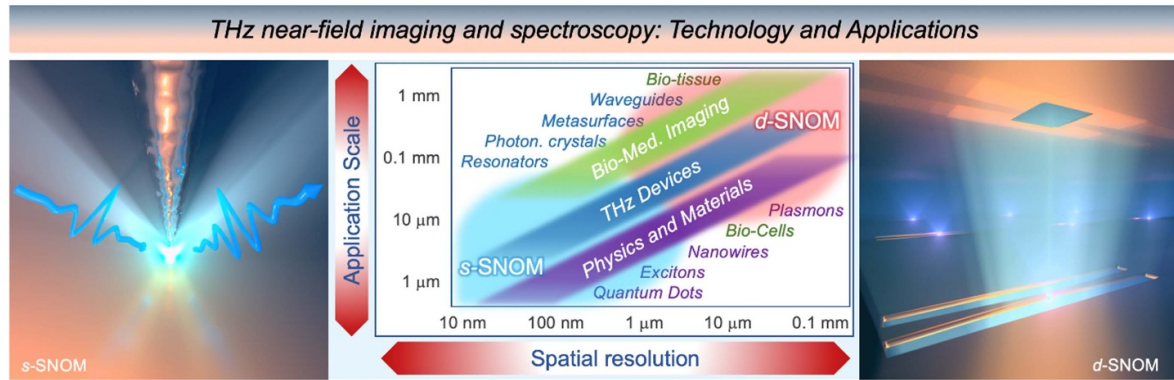 THz near-field imaging and spectroscopy: Technology and Applications
s-SNOM
Application Scale
1 mm
0.1 mm
10 μm
1 μm
Bio-tissue
Waveguides
Metasurfaces
Photon. crystals
Resonators
Bio-Med. Imaging
d-SNOM
THz Devices
Physics and Materials
s-SNOM
Plasmons
Bio-Cells
Nanowires
Excitons
Quantum Dots
10 nm
100 nm
1 μm
10 μm
0.1 mm
Spatial resolution
d-SNOM